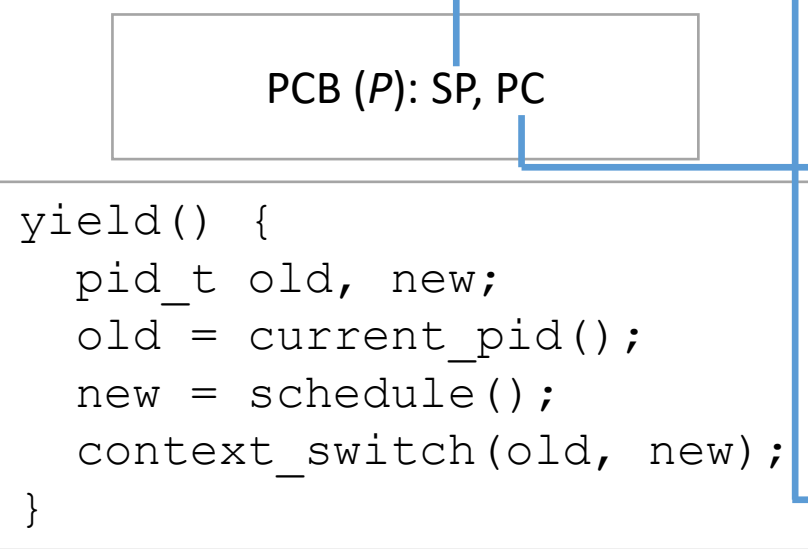 PCB (P): SP, PC
yield() {
  pid_t old, new;
  old = current_pid();
  new = schedule();
  context_switch(old, new);
}